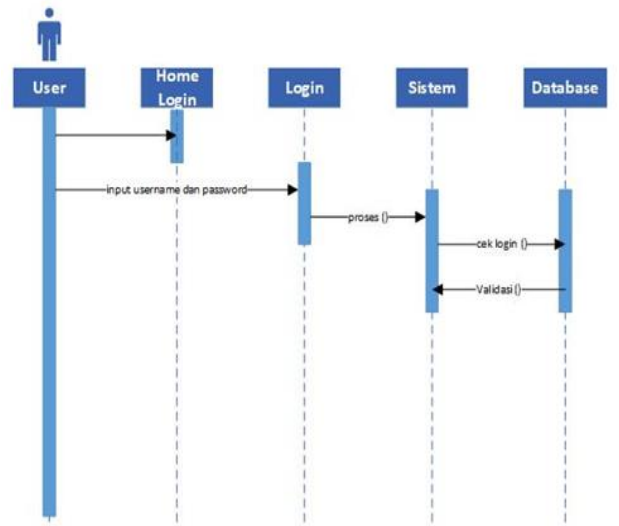 User
Home
Login
Login
Sistem
Database
input username dan password
proses ()
cek login ()
Validasi ()